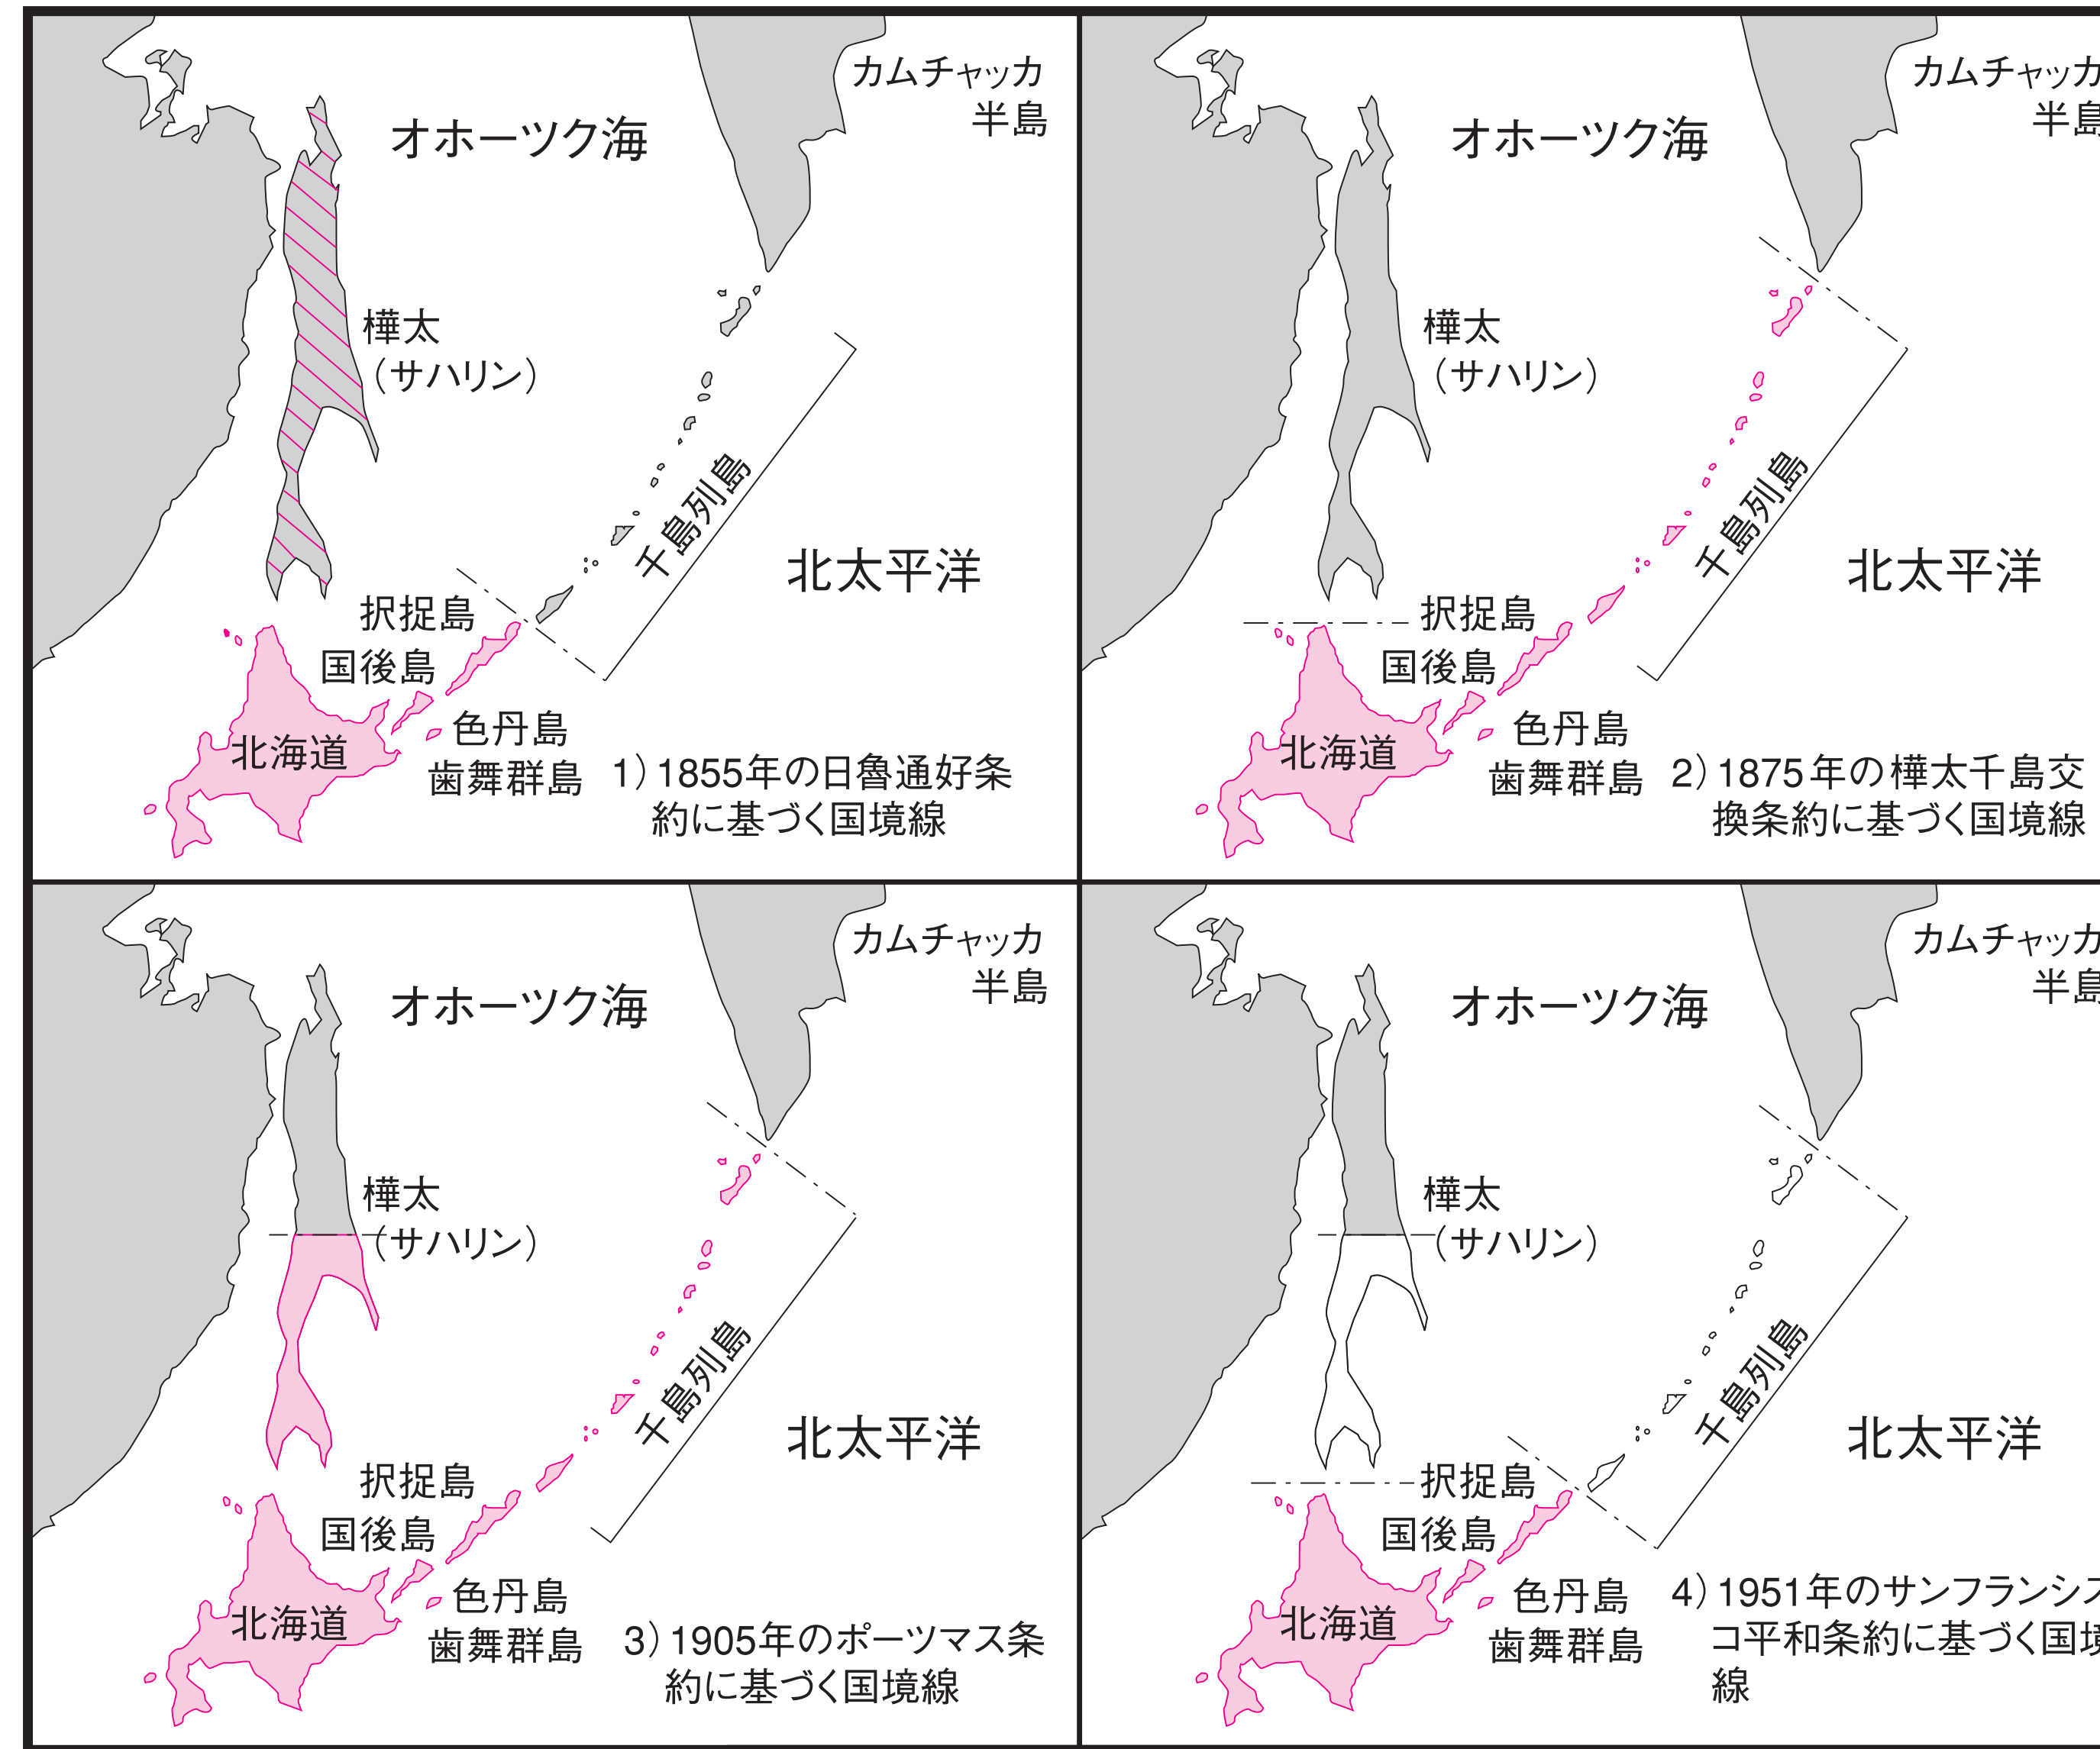 カムチャッカ
半島
オホーツク海
樺太
(サハリン)
千島列島
北太平洋
択捉島
国後島
色丹島
歯舞群島
北海道
1)1855年の日魯通好条
約に基づく国境線
カムチャッカ
半島
オホーツク海
樺太
(サハリン)
千島列島
北太平洋
択捉島
国後島
色丹島
歯舞群島
北海道
2)1875年の樺太千島交
換条約に基づく国境線
カムチャッカ
半島
オホーツク海
樺太
(サハリン)
千島列島
北太平洋
択捉島
国後島
色丹島
歯舞群島
北海道
3)1905年のポーツマス条
約に基づく国境線
カムチャッカ
半島
オホーツク海
樺太
(サハリン)
千島列島
北太平洋
択捉島
国後島
色丹島
歯舞群島
北海道
4)1951年のサンフランシス
コ平和条約に基づく国境
線